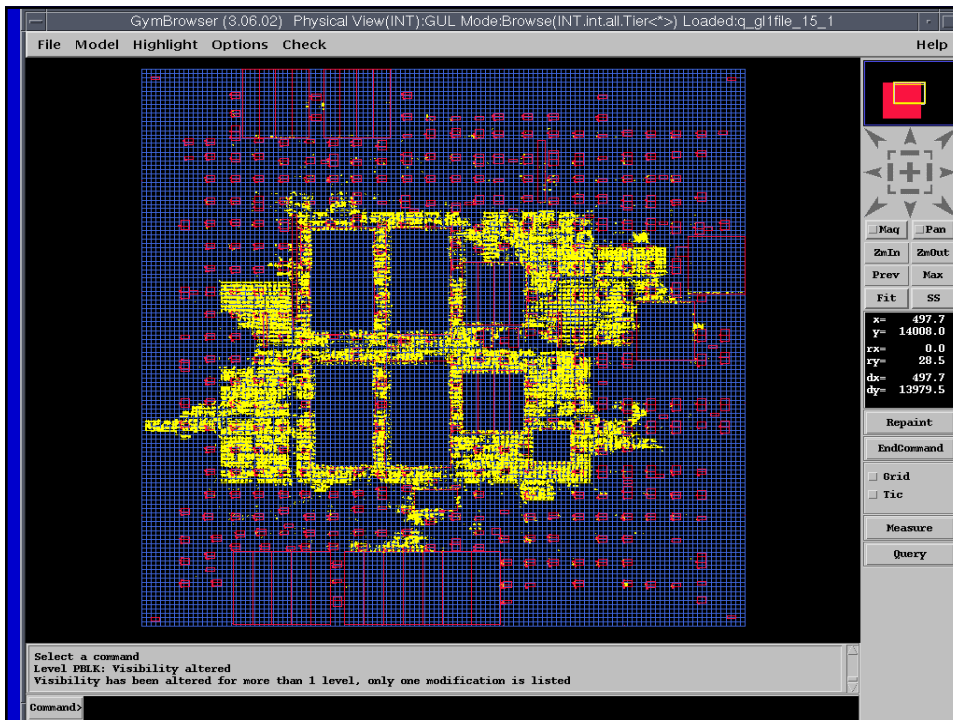 GymBrowser (3.06.02) Physical View(INT):GUL Mode:Browse(INT.int.all.Tier<*>) Loaded:q_gl1file_15_1
File Model Highlight Options Check Help
Mag Pan
ZmIn ZmOut
Prev Max
Fit SS
x= 497.7
y= 14008.0
rx= 0.0
ry= 28.5
dx= 497.7
dy= 13979.5
Repaint
EndCommand
Grid
Tic
Measure
Query
Select a command
Level PBLK: Visibility altered
Visibility has been altered for more than 1 level, only one modification is listed
Command>